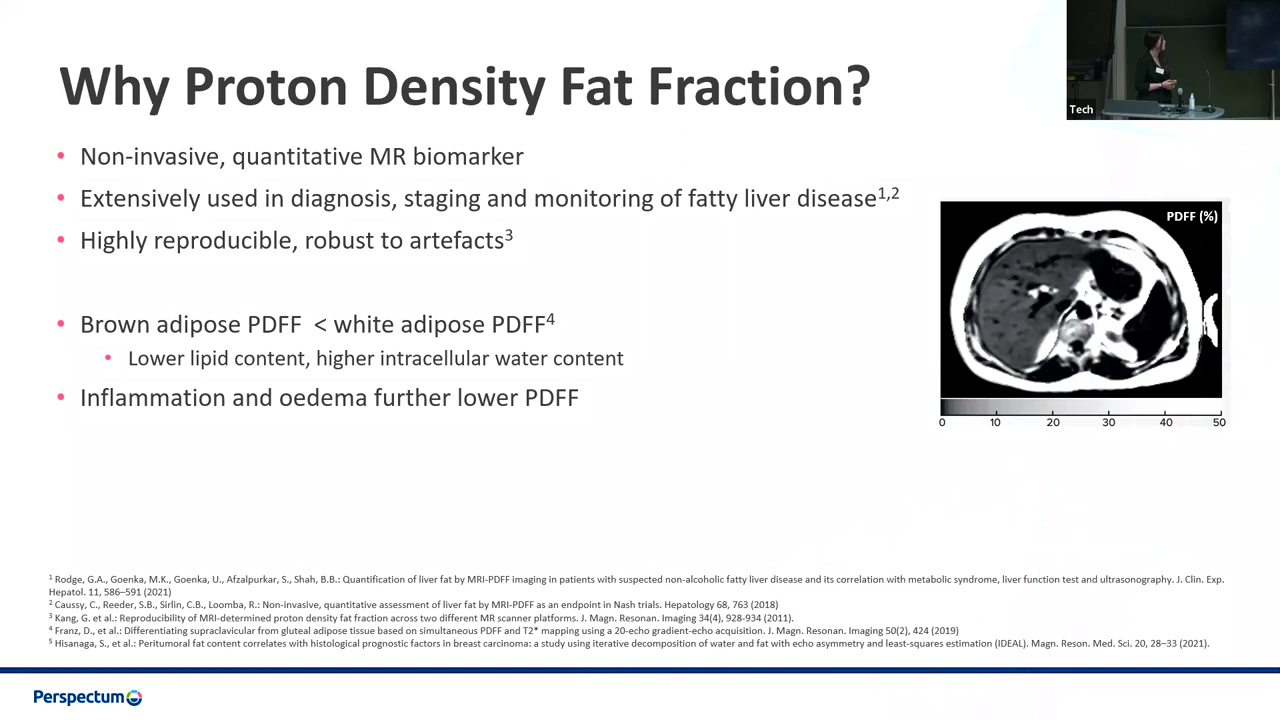 Why Proton Density Fat Fraction?
Tech
• Non-invasive, quantitative MR biomarker
• Extensively used in diagnosis, staging and monitoring of fatty liver disease1,2
• Highly reproducible, robust to artefacts3
• Brown adipose PDFF < white adipose PDFF4
• Lower lipid content, higher intracellular water content
• Inflammation and oedema further lower PDFF
PDFF (%)
0 10 20 30 40 50
1 Rodge, G.A., Goenka, M.K., Goenka, U., Afzalpurkar, S., Shah, B.B.: Quantification of liver fat by MRI-PDFF imaging in patients with suspected non-alcoholic fatty liver disease and its correlation with metabolic syndrome, liver function test and ultrasonography. J. Clin. Exp.
Hepatol. 11, 586–591 (2021)
2 Caussy, C., Reeder, S.B., Sirlin, C.B., Loomba, R.: Non-invasive, quantitative assessment of liver fat by MRI-PDFF as an endpoint in Nash trials. Hepatology 68, 763 (2018)
3 Kang, G. et al.: Reproducibility of MRI-determined proton density fat fraction across two different MR scanner platforms. J. Magn. Resonan. Imaging 34(4), 928-934 (2011).
4 Franz, D., et al.: Differentiating supraclavicular from gluteal adipose tissue based on simultaneous PDFF and T2* mapping using a 20-echo gradient-echo acquisition. J. Magn. Resonan. Imaging 50(2), 424 (2019)
5 Hisanaga, S., et al.: Peritumoral fat content correlates with histological prognostic factors in breast carcinoma: a study using iterative decomposition of water and fat with echo asymmetry and least-squares estimation (IDEAL). Magn. Reson. Med. Sci. 20, 28–33 (2021).
Perspectum